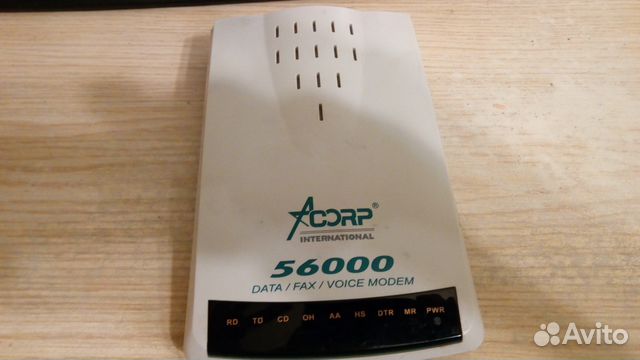 ACORP®
INTERNATIONAL
56000
DATA / FAX / VOICE MODEM
RD TD CD OH AA HS DTR MR PWR
Avito